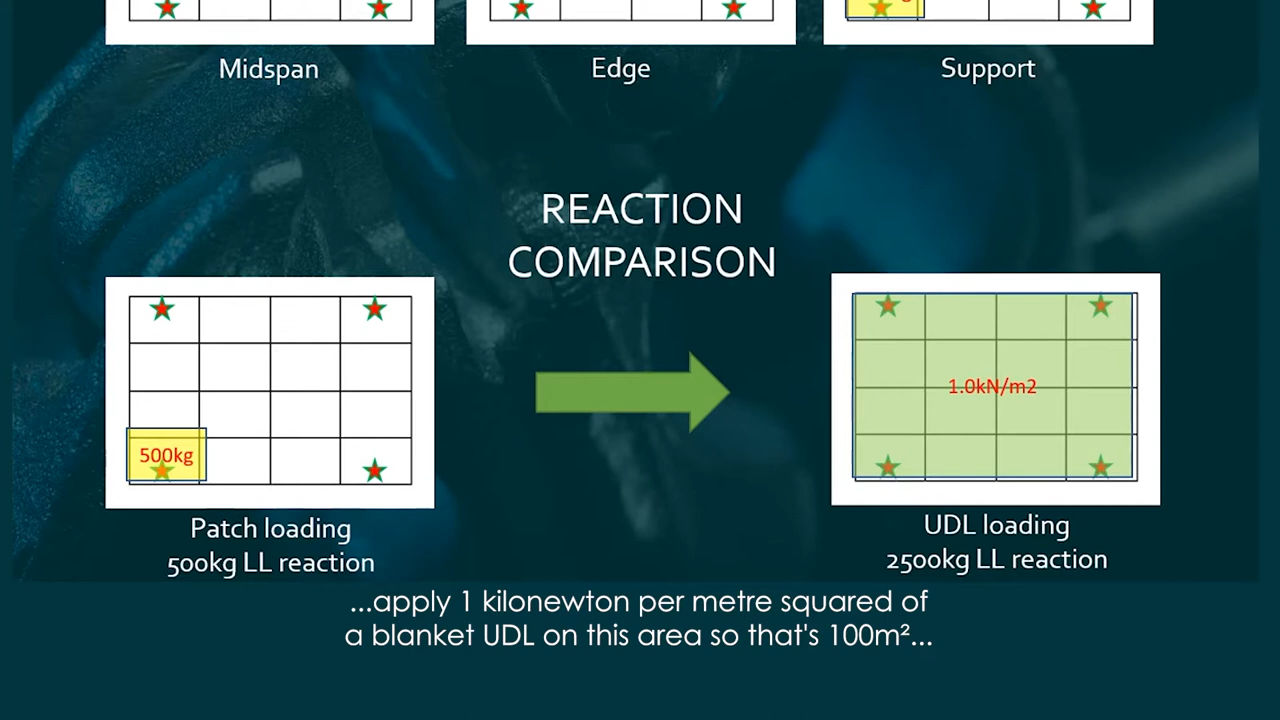 Midspan
Edge
Support
REACTION
COMPARISON
500kg
1.0kN/m2
Patch loading
500kg LL reaction
UDL loading
2500kg LL reaction
...apply 1 kilonewton per metre squared of
a blanket UDL on this area so that's 100m²...